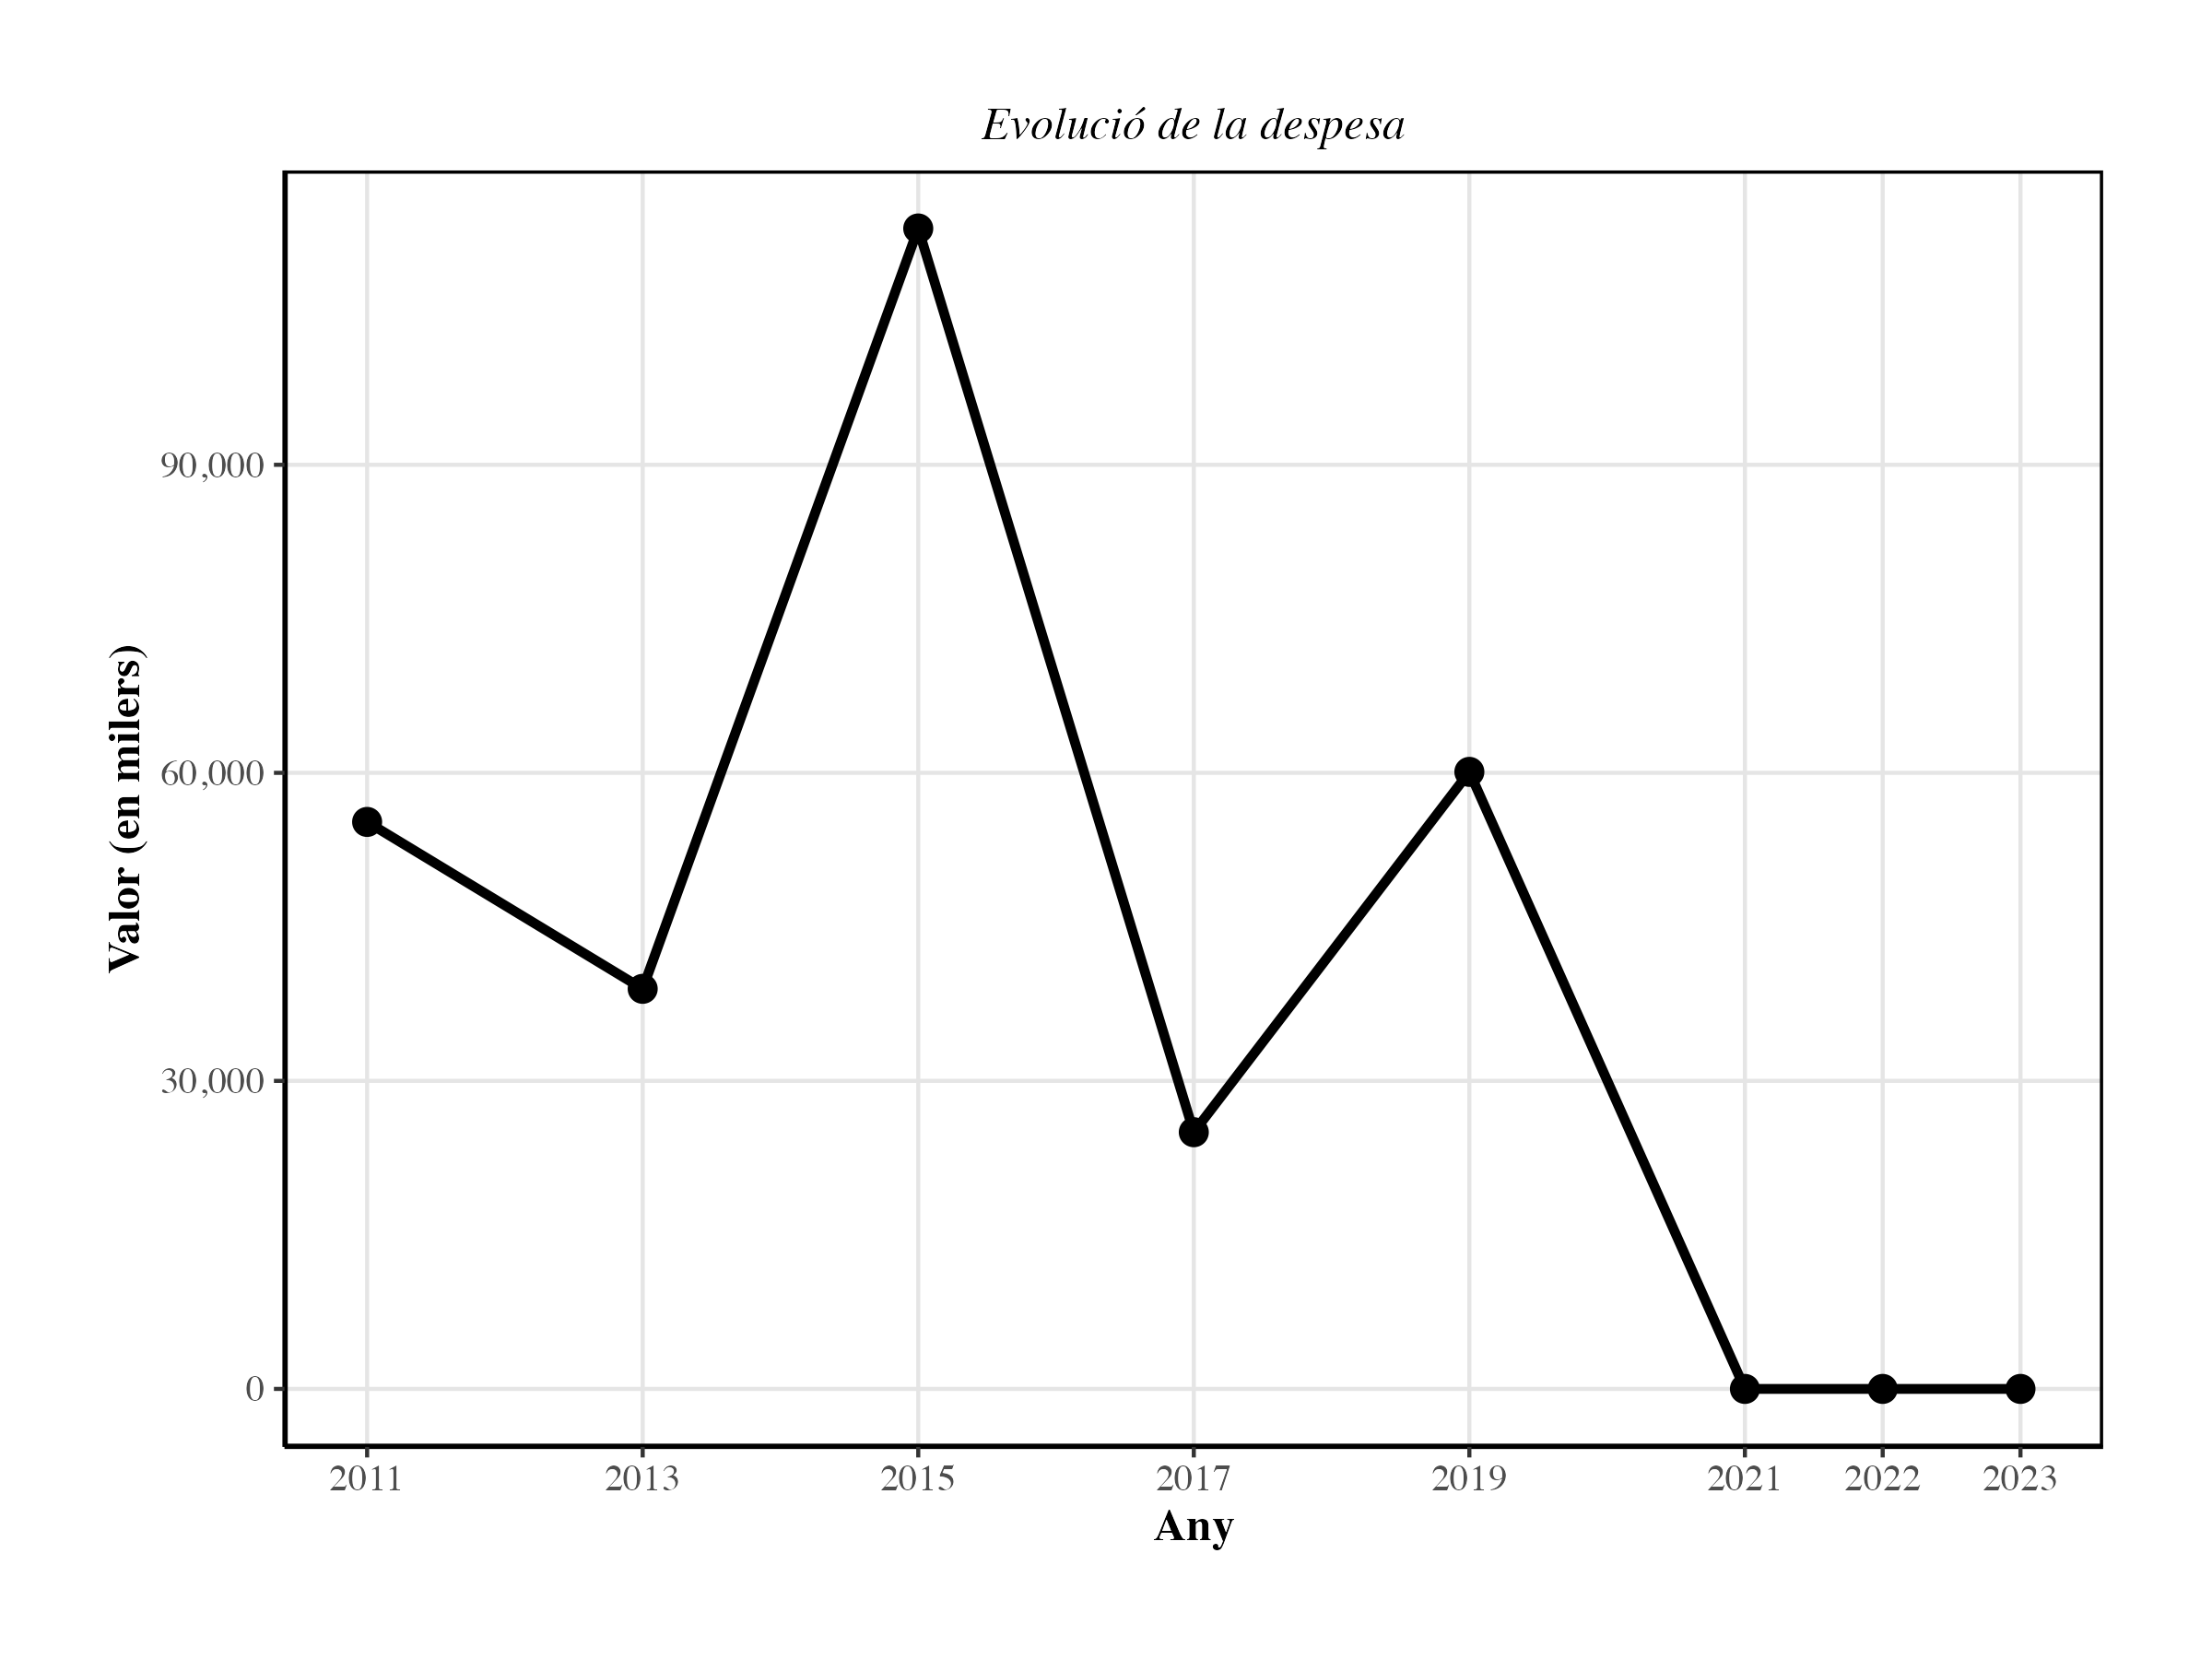 Evolució de la despesa
Valor (en milers)
90,000
60,000
30,000
0
2011 2013 2015 2017 2019 2021 2022 2023
Any